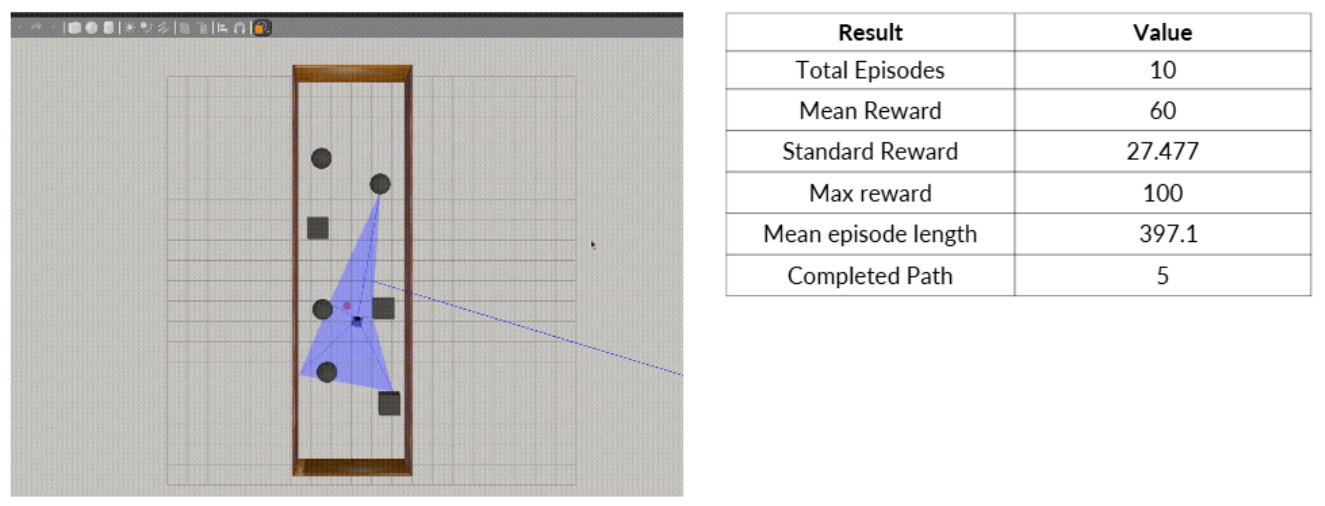 Result Value
Total Episodes 10
Mean Reward 60
Standard Reward 27.477
Max reward 100
Mean episode length 397.1
Completed Path 5